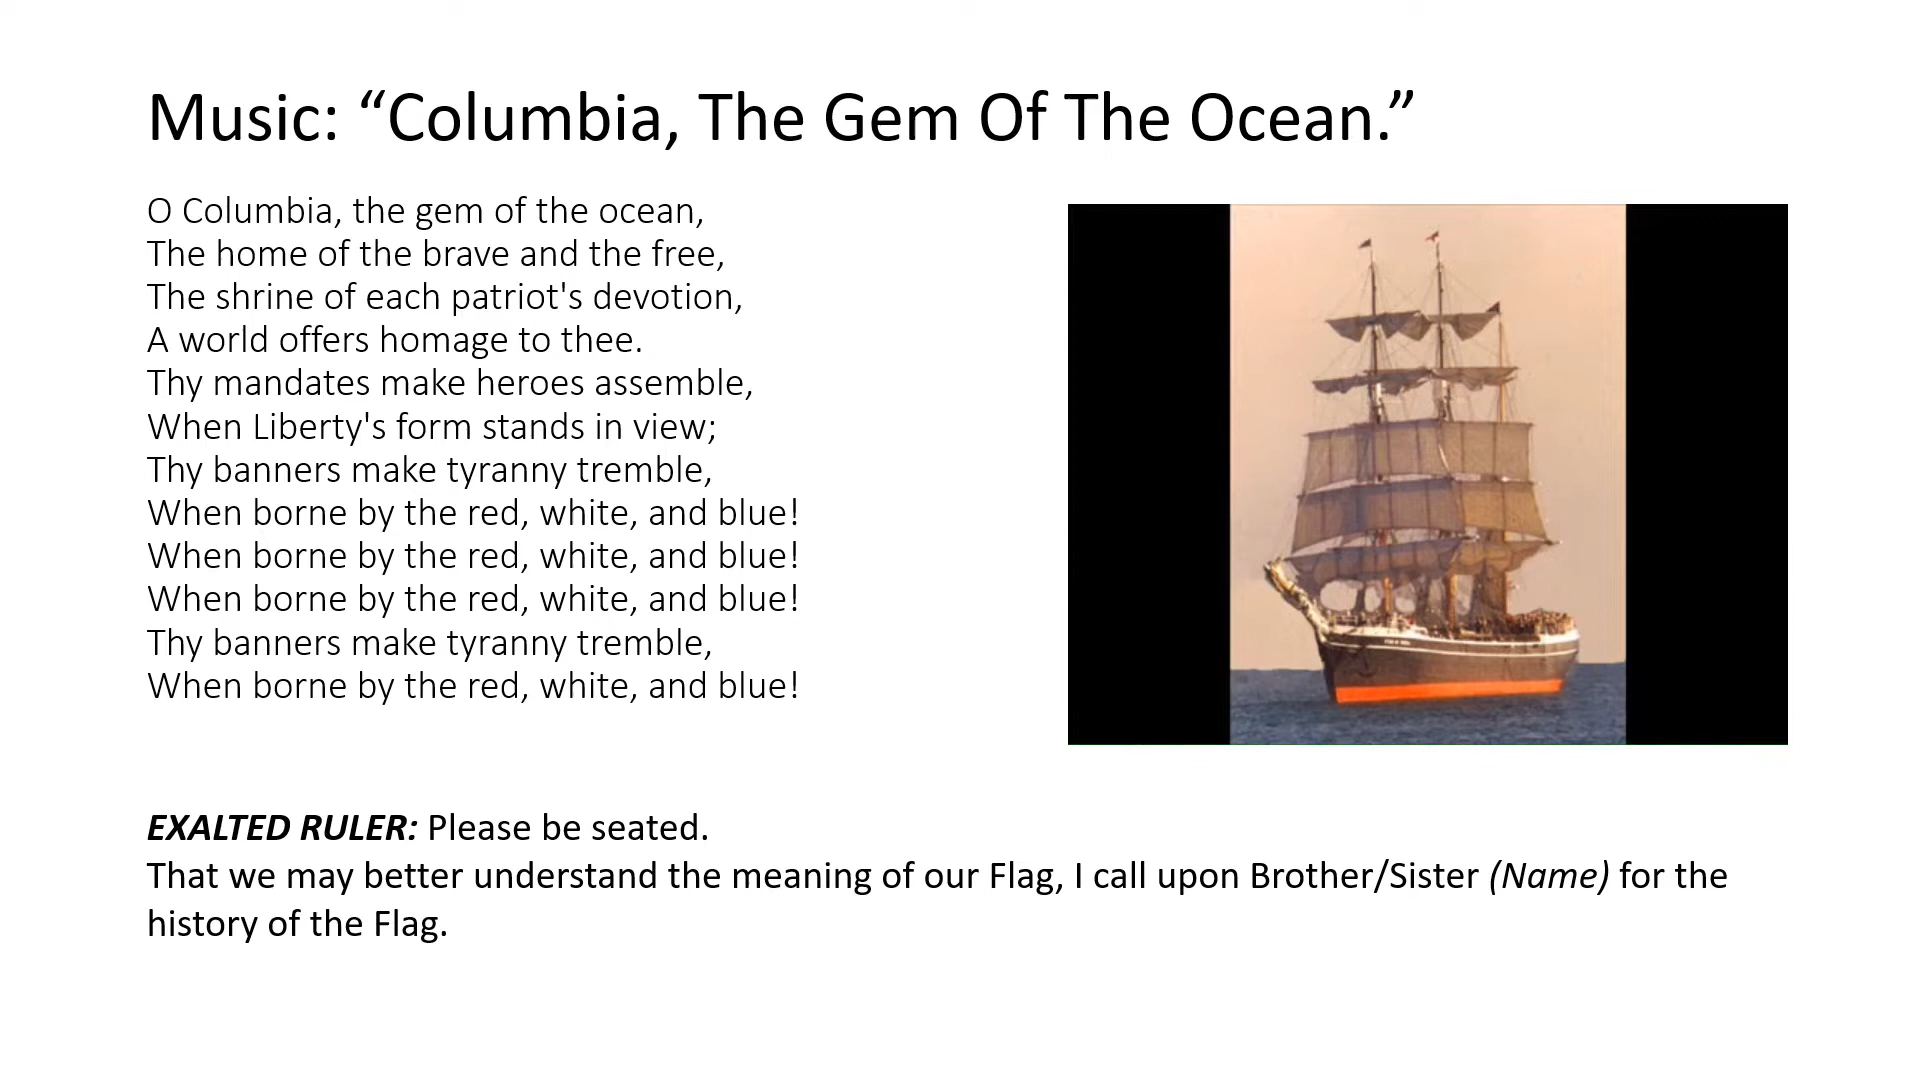 Music: “Columbia, The Gem Of The Ocean.”
O Columbia, the gem of the ocean,
The home of the brave and the free,
The shrine of each patriot's devotion,
A world offers homage to thee.
Thy mandates make heroes assemble,
When Liberty's form stands in view;
Thy banners make tyranny tremble,
When borne by the red, white, and blue!
When borne by the red, white, and blue!
When borne by the red, white, and blue!
Thy banners make tyranny tremble,
When borne by the red, white, and blue!
EXALTED RULER: Please be seated.
That we may better understand the meaning of our Flag, I call upon Brother/Sister (Name) for the
history of the Flag.